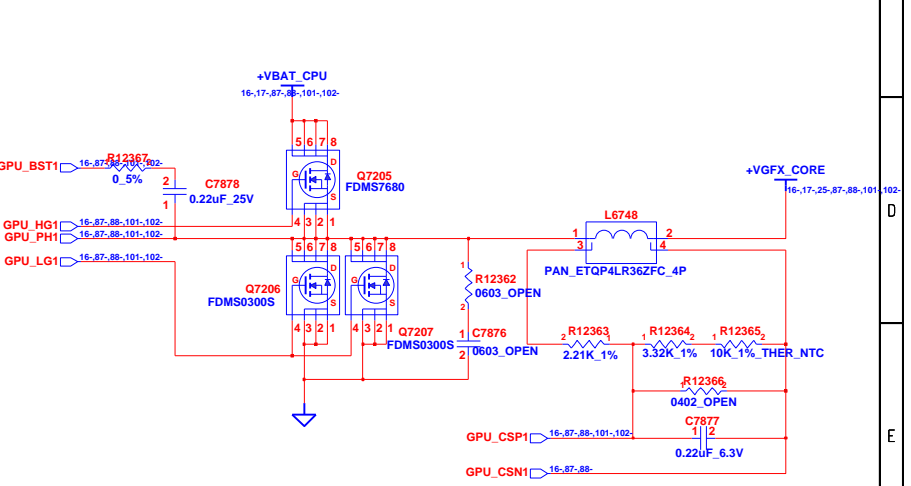 +VBAT_CPU
16-,17-,87-,88-,101-,102-
5 6 7 8
D
G
S
Q7205
FDMS7680
4 3 2 1
GPU_BST1
16-,87-,88-,101-,102-
R12367
0_5%
2
C7878
0.22uF_25V
1
GPU_HG1
16-,87-,88-,101-,102-
GPU_PH1
16-,87-,88-,101-,102-
GPU_LG1
16-,87-,88-,101-,102-
5 6 7 8
D
G
S
Q7206
FDMS0300S
4 3 2 1
5 6 7 8
D
G
S
Q7207
FDMS0300S
4 3 2 1
1
R12362
0603_OPEN
2
1
C7876
0603_OPEN
2
+VGFX_CORE
16-,17-,25,87-,88-,101-,102-
L6748
1 2
3 4
PAN_ETQP4LR36ZFC_4P
2 R12363 1
2.21K_1%
1 R12364 2
3.32K_1%
1 R12365 2
10K_1%_THER_NTC
1 R12366 2
0402_OPEN
C7877
1 2
0.22uF_6.3V
GPU_CSP1
16-,87-,88-,101-,102-
GPU_CSN1
16-,87-,88-
D
E